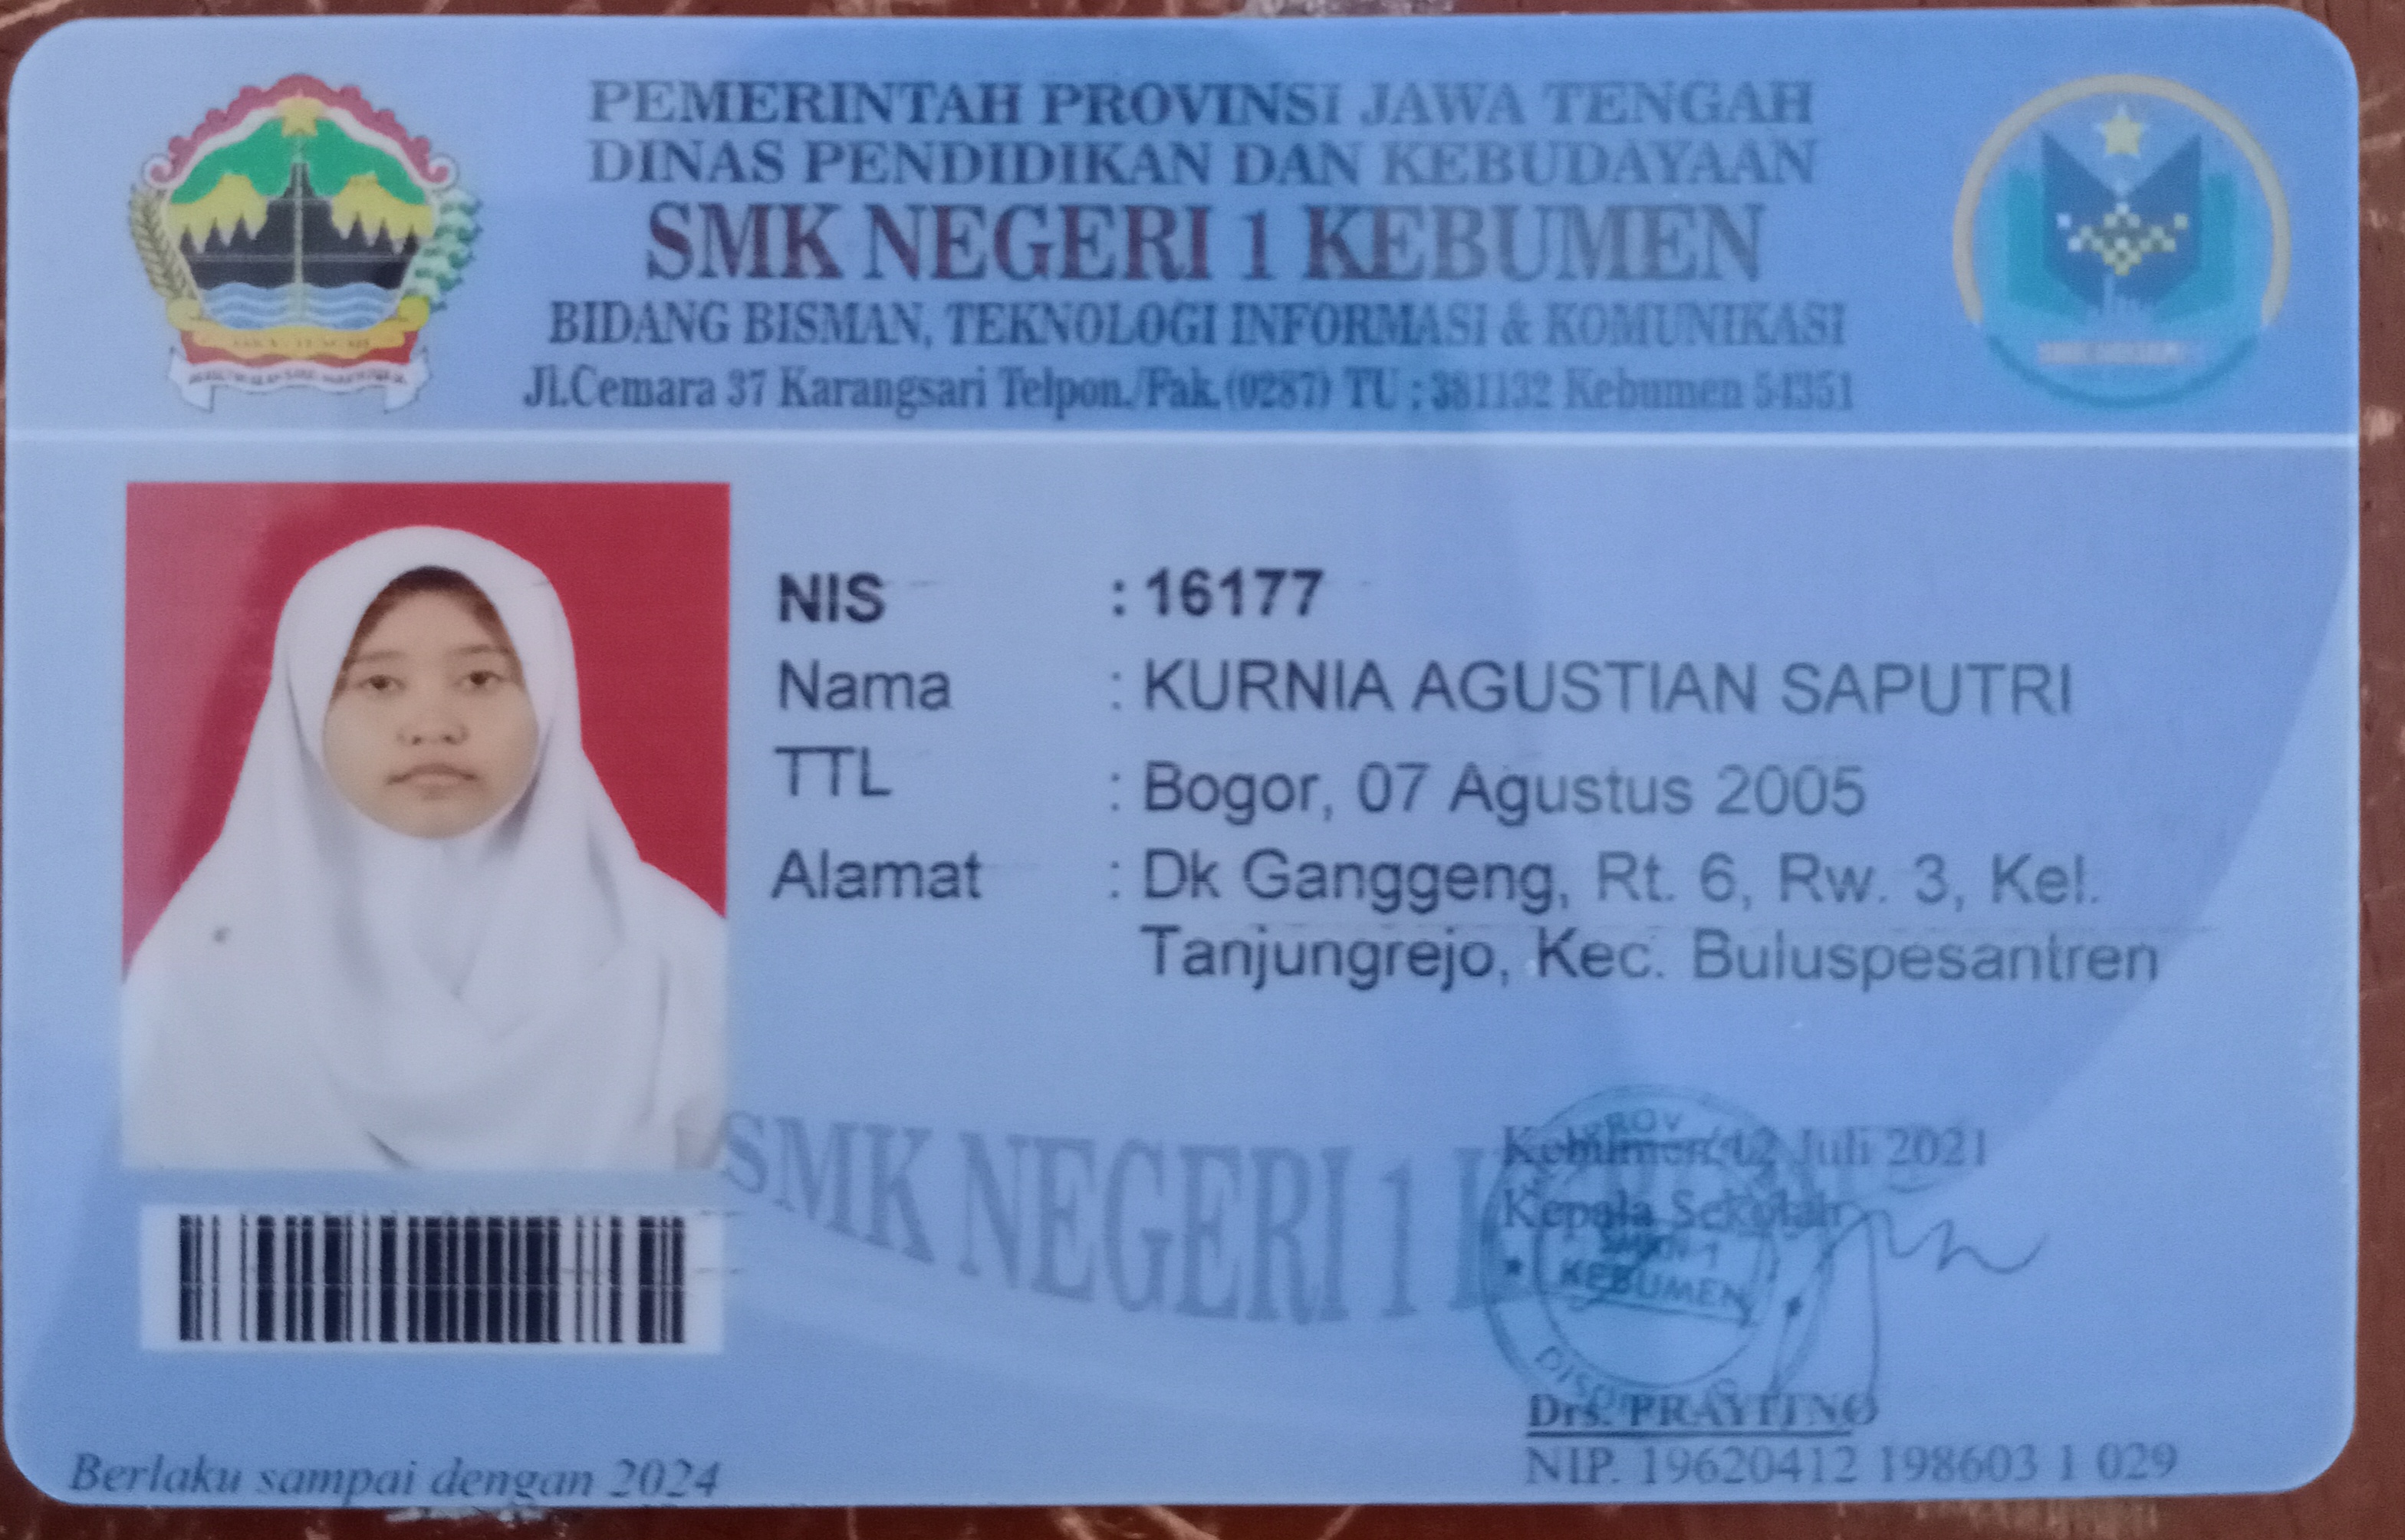 PEMERINTAH PROVINSI JAWA TENGAH
DINAS PENDIDIKAN DAN KEBUDAYAAN
SMK NEGERI 1 KEBUMEN
BIDANG BISMAN, TEKNOLOGI INFORMASI & KOMUNIKASI
Jl.Cemara 37 Karangsari Telpon./Fak.(0287) TU : 381132 Kebumen 54351
NIS : 16177
Nama : KURNIA AGUSTIAN SAPUTRI
TTL : Bogor, 07 Agustus 2005
Alamat : Dk Ganggeng, Rt. 6, Rw. 3, Kel.
Tanjungrejo, Kec. Buluspesantren
SMK NEGERI 1
Kebumen, 12 Juli 2021
Kepala Sekolah
SMKN 1
KEBUMEN
Drs. PRAYITNO
NIP. 19620412 198603 1 029
Berlaku sampai dengan 2024